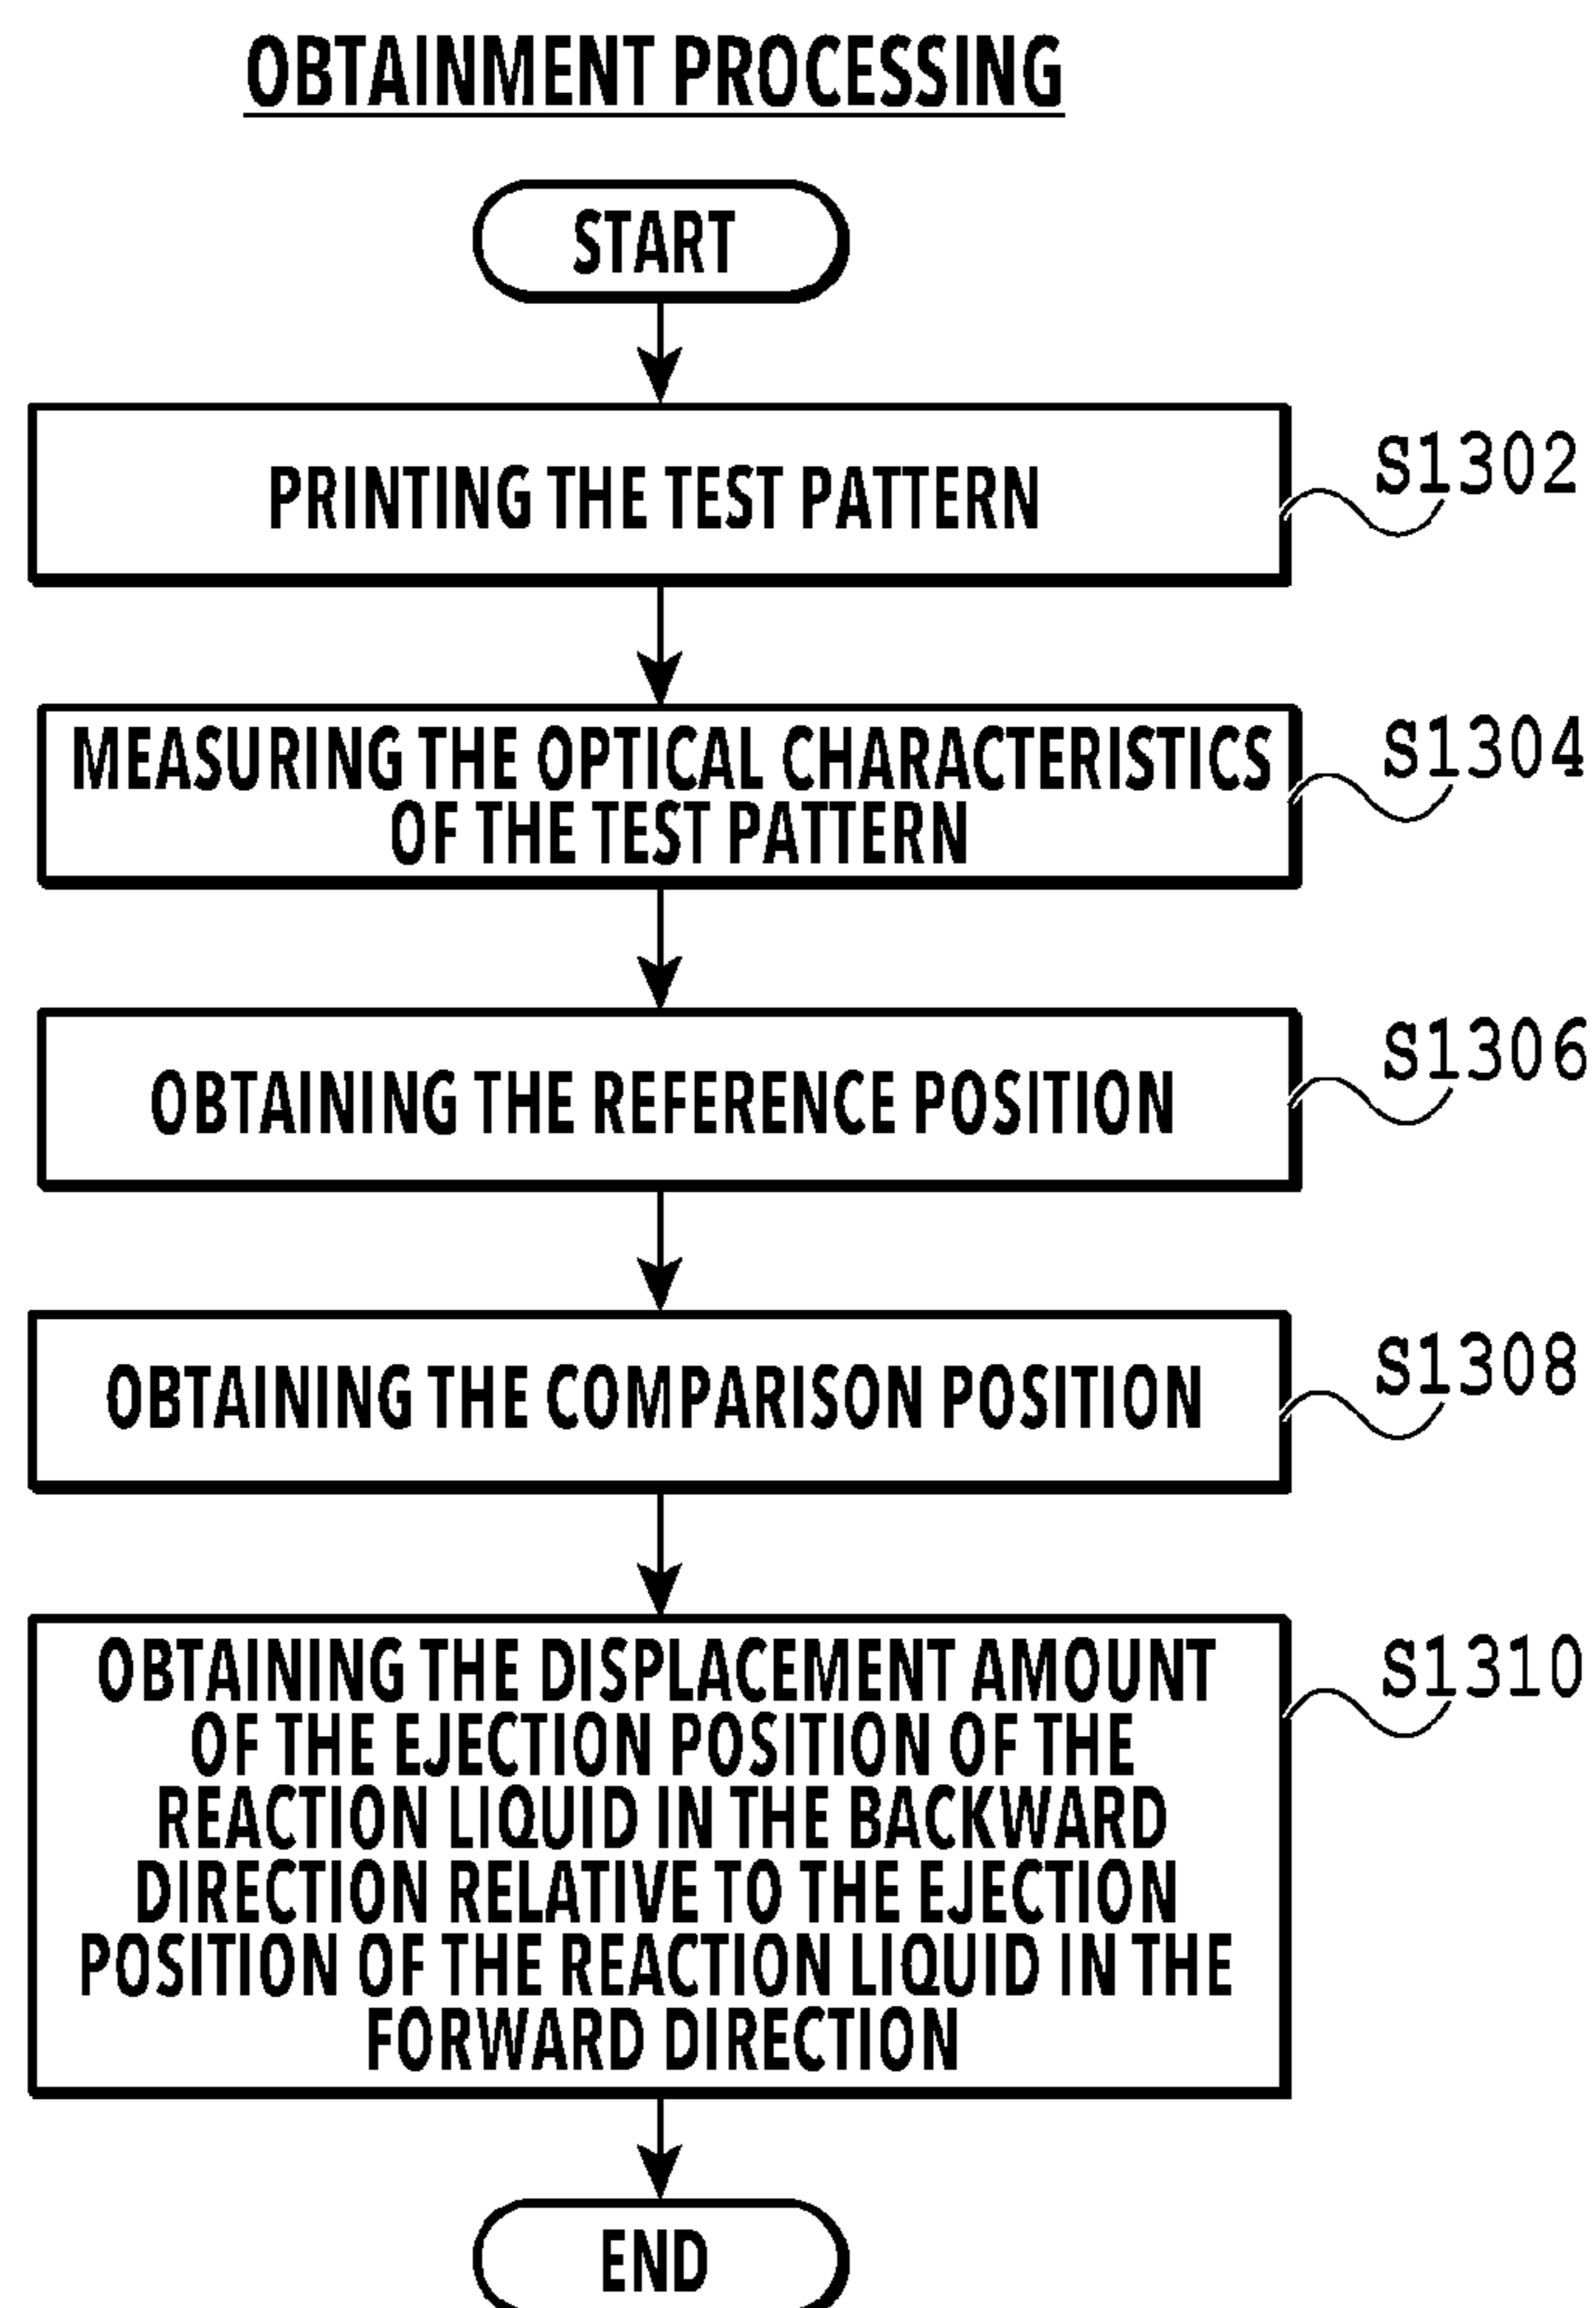 OBTAINMENT PROCESSING
START
PRINTING THE TEST PATTERN
S1302
MEASURING THE OPTICAL CHARACTERISTICS
OF THE TEST PATTERN
S1304
OBTAINING THE REFERENCE POSITION
S1306
OBTAINING THE COMPARISON POSITION
S1308
OBTAINING THE DISPLACEMENT AMOUNT
OF THE EJECTION POSITION OF THE
REACTION LIQUID IN THE BACKWARD
DIRECTION RELATIVE TO THE EJECTION
POSITION OF THE REACTION LIQUID IN THE
FORWARD DIRECTION
S1310
END